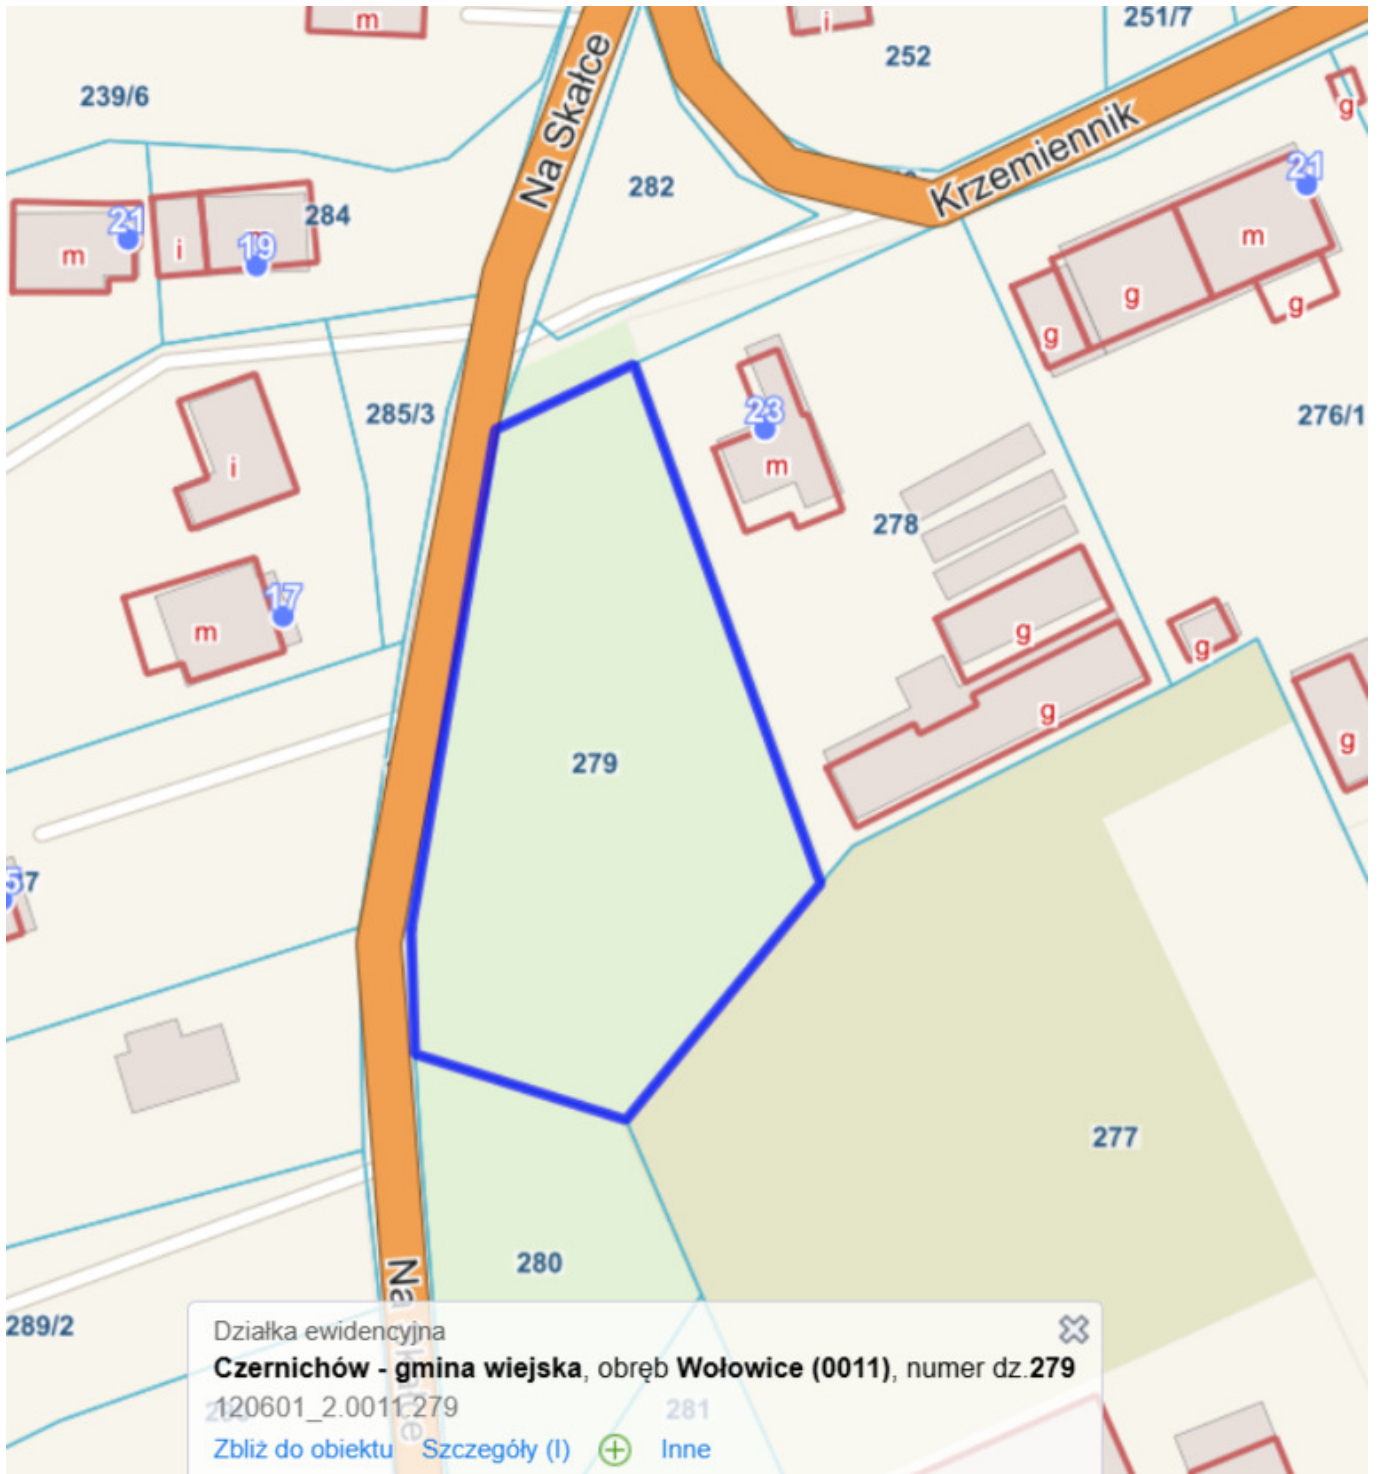 m
i
251/7
252
239/6
g
Na Skałce
Krzemiennik
282
21
284
21
19
m
i
m
g
g
g
285/3
23
276/1
i
m
278
17
m
g
g
g
279
g
57
277
280
Na Skałce
289/2
Działka ewidencyjna
Czernichów - gmina wiejska, obręb Wołowice (0011), numer dz.279
120601_2.0011.279
281
Zbliż do obiektu Szczegóły (I) Inne